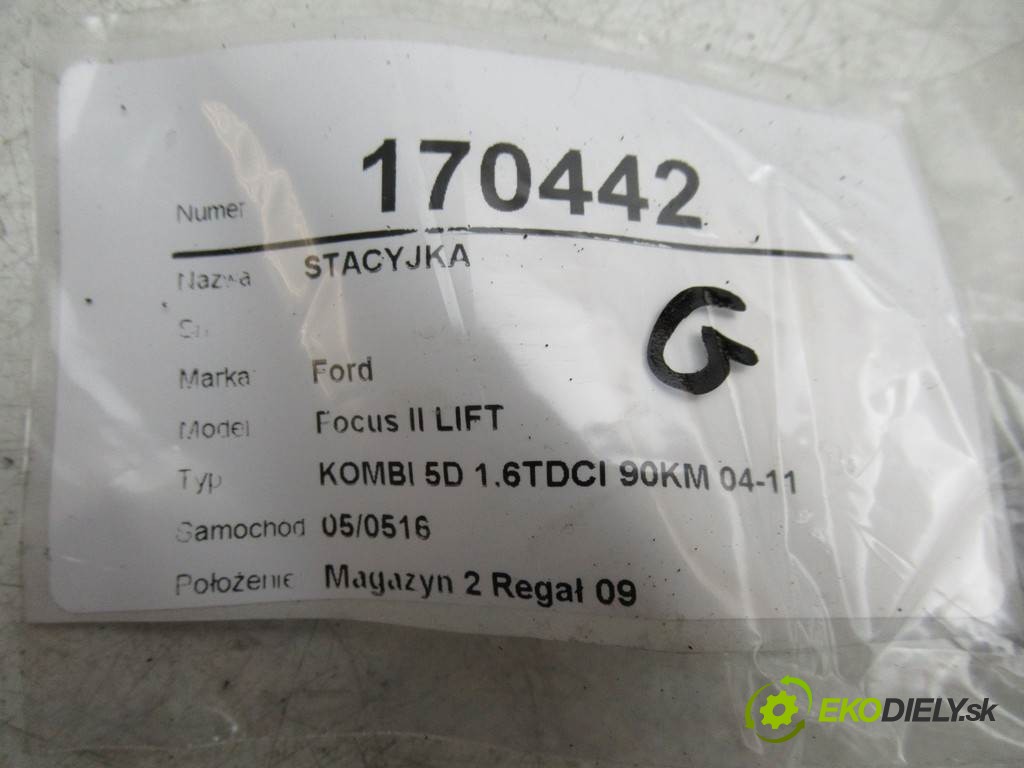 Numer 170442
Nazwa STACYJKA
G
Marka Ford
Model Focus II LIFT
Typ KOMBI 5D 1.6TDCI 90KM 04-11
Samochod 05/0516
Położenie Magazyn 2 Regał 09
EKODIELY.sk